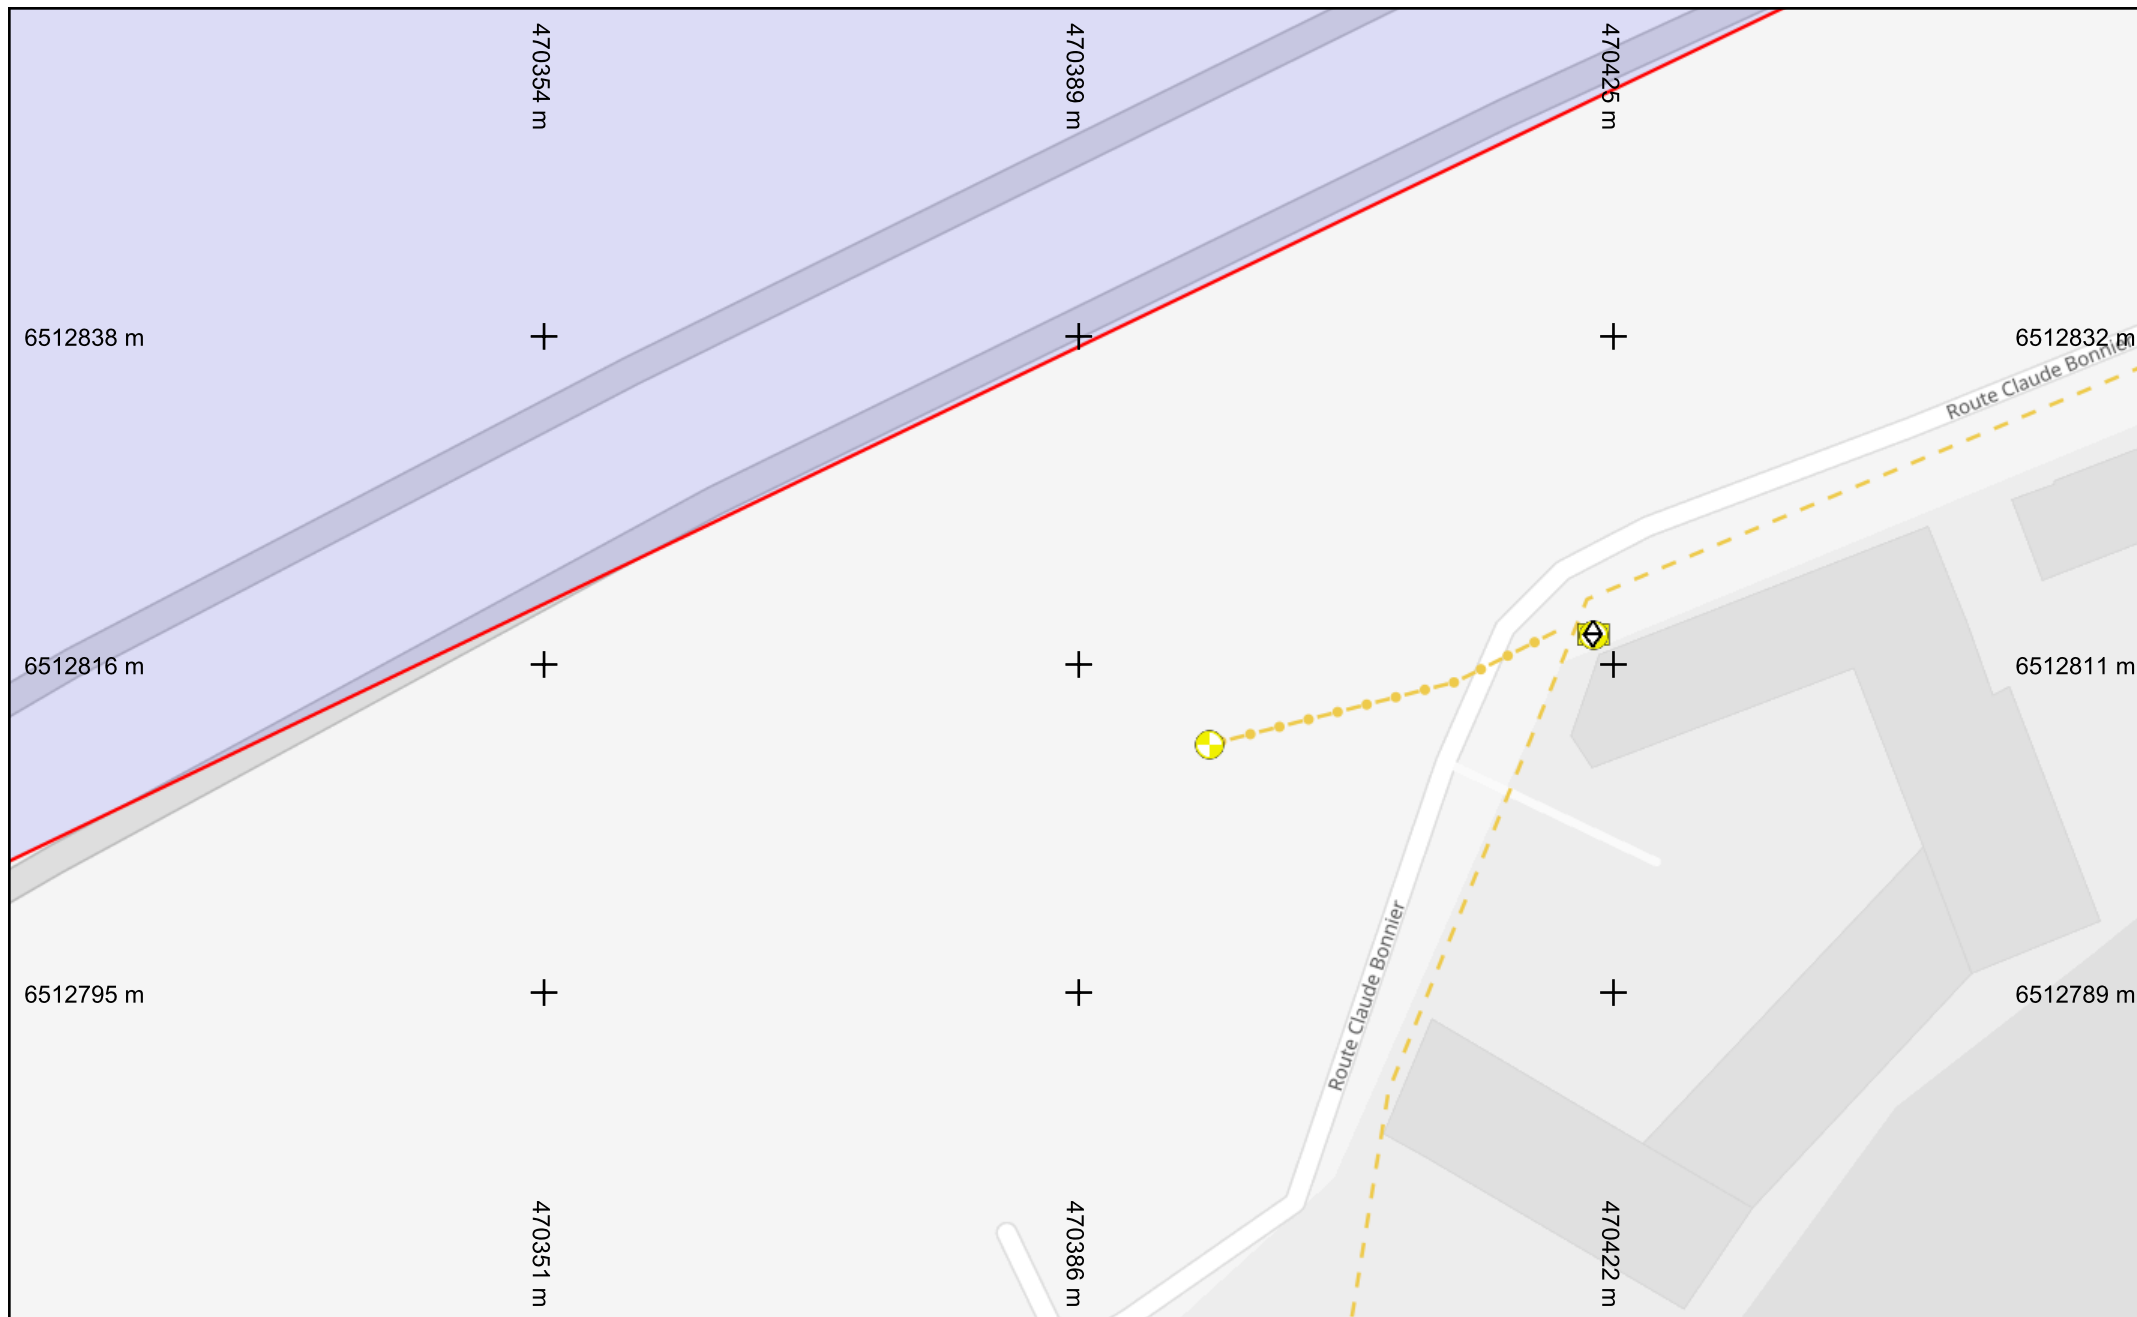 470354 m
470389 m
470425 m
6512838 m
6512832 m
Route Claude Bonnier
6512816 m
6512811 m
Route Claude Bonnier
6512795 m
6512789 m
470351 m
470386 m
470422 m